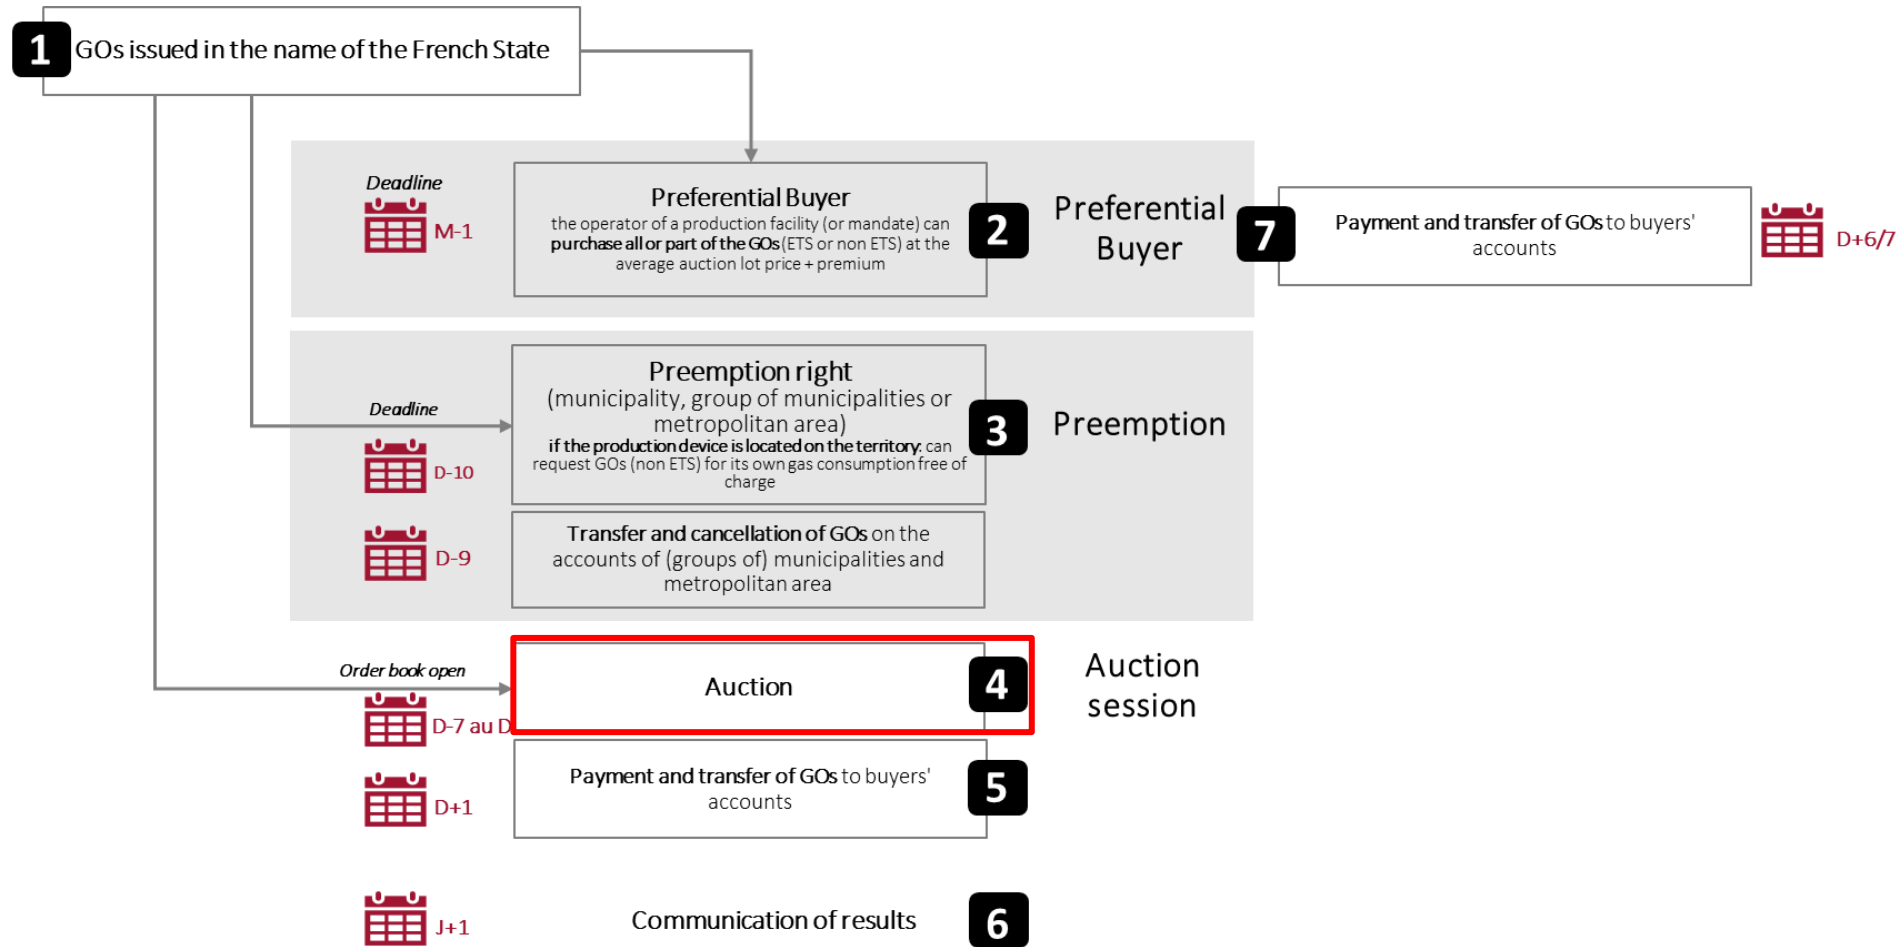 1
GOs issued in the name of the French State
Deadline
M-1
Preferential Buyer
the operator of a production facility (or mandate) can
purchase all or part of the GOs (ETS or non ETS) at the
average auction lot price + premium
2
Preferential
Buyer
7
Payment and transfer of GOs to buyers'
accounts
D+6/7
Deadline
D-10
Preemption right
(municipality, group of municipalities or
metropolitan area)
if the production device is located on the territory: can
request GOs (non ETS) for its own gas consumption free of
charge
3
Preemption
D-9
Transfer and cancellation of GOs on the
accounts of (groups of) municipalities and
metropolitan area
Order book open
D-7 au D
Auction
4
Auction
session
D+1
Payment and transfer of GOs to buyers'
accounts
5
J+1
Communication of results
6